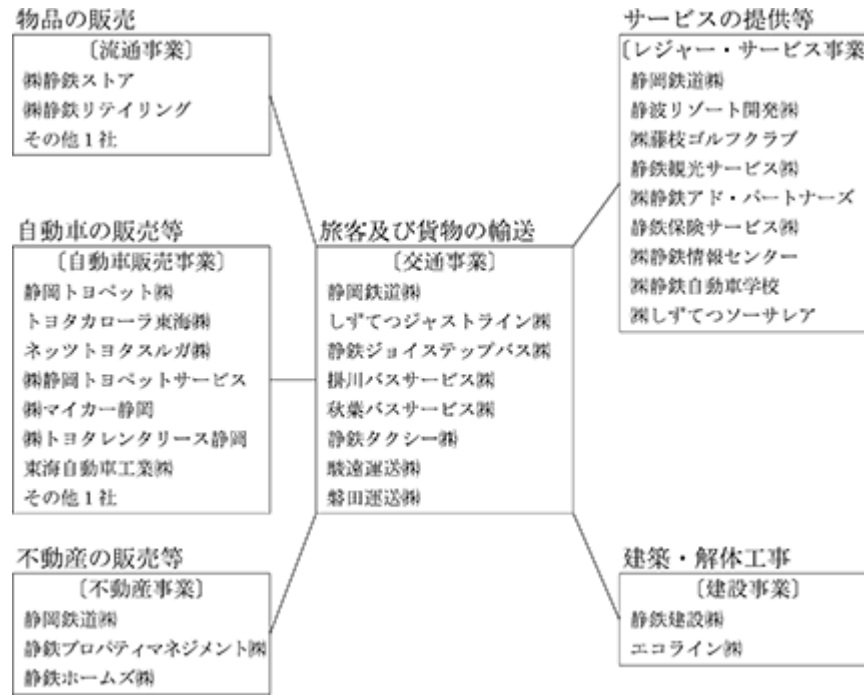 物品の販売
〔流通事業〕
㈱静鉄ストア
㈱静鉄リテイリング
その他1社
自動車の販売等
〔自動車販売事業〕
静岡トヨペット㈱
トヨタカローラ東海㈱
ネッツトヨタスルガ㈱
㈱静岡トヨペットサービス
㈱マイカー静岡
㈱トヨタレンタリース静岡
東海自動車工業㈱
その他1社
不動産の販売等
〔不動産事業〕
静岡鉄道㈱
静鉄プロパティマネジメント㈱
静鉄ホームズ㈱
旅客及び貨物の輸送
〔交通事業〕
静岡鉄道㈱
しずてつジャストライン㈱
静鉄ジョイステップバス㈱
掛川バスサービス㈱
秋葉バスサービス㈱
静鉄タクシー㈱
駿遠運送㈱
磐田運送㈱
サービスの提供等
〔レジャー・サービス事業
静岡鉄道㈱
静波リゾート開発㈱
㈱藤枝ゴルフクラブ
静鉄観光サービス㈱
㈱静鉄アド・パートナーズ
静鉄保険サービス㈱
㈱静鉄情報センター
㈱静鉄自動車学校
㈱しずてつソーサレア
建築・解体工事
〔建設事業〕
静鉄建設㈱
エコライン㈱